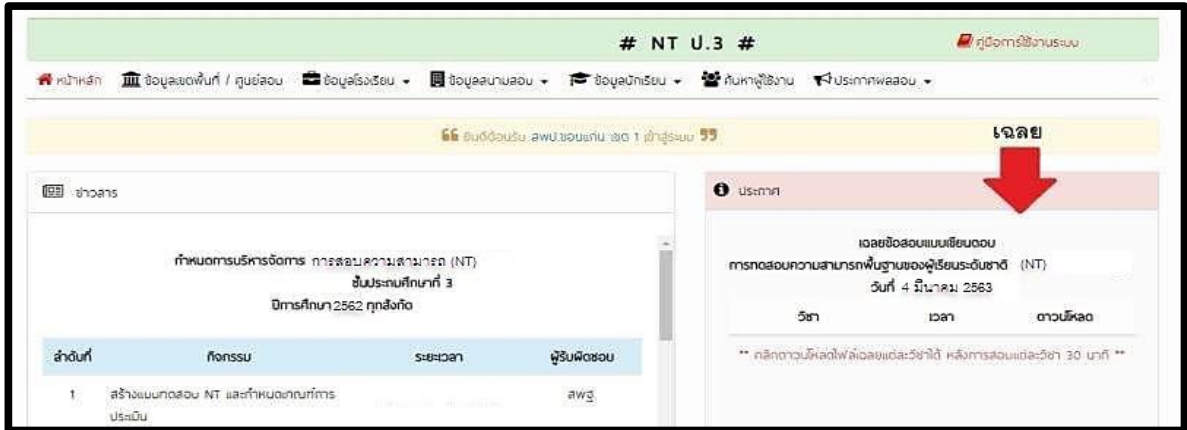 # NT ป.3 #
คู่มือการใช้งานระบบ
หน้าหลัก ข้อมูลเขตพื้นที่ / ศูนย์สอบ ข้อมูลโรงเรียน ข้อมูลสนามสอบ ข้อมูลนักเรียน ค้นหาผู้ใช้งาน ประกาศผลสอบ
ยินดีต้อนรับ สพป.ขอนแก่น เขต 1 เข้าสู่ระบบ
เฉลย
ข่าวสาร
กำหนดการบริหารจัดการ การสอบความสามารถ (NT)
ชั้นประถมศึกษาที่ 3
ปีการศึกษา 2562 ทุกสังกัด
ลำดับที่ กิจกรรม ระยะเวลา ผู้รับผิดชอบ
1 สร้างแบบทดสอบ NT และกำหนดเกณฑ์การ สพฐ.
ประเมิน
ประกาศ
เฉลยข้อสอบแบบเขียนตอบ
การทดสอบความสามารถพื้นฐานของผู้เรียนระดับชาติ (NT)
วันที่ 4 มีนาคม 2563
วิชา เวลา ดาวน์โหลด
** คลิกดาวน์โหลดไฟล์เฉลยแต่ละวิชาได้ หลังการสอบแต่ละวิชา 30 นาที **